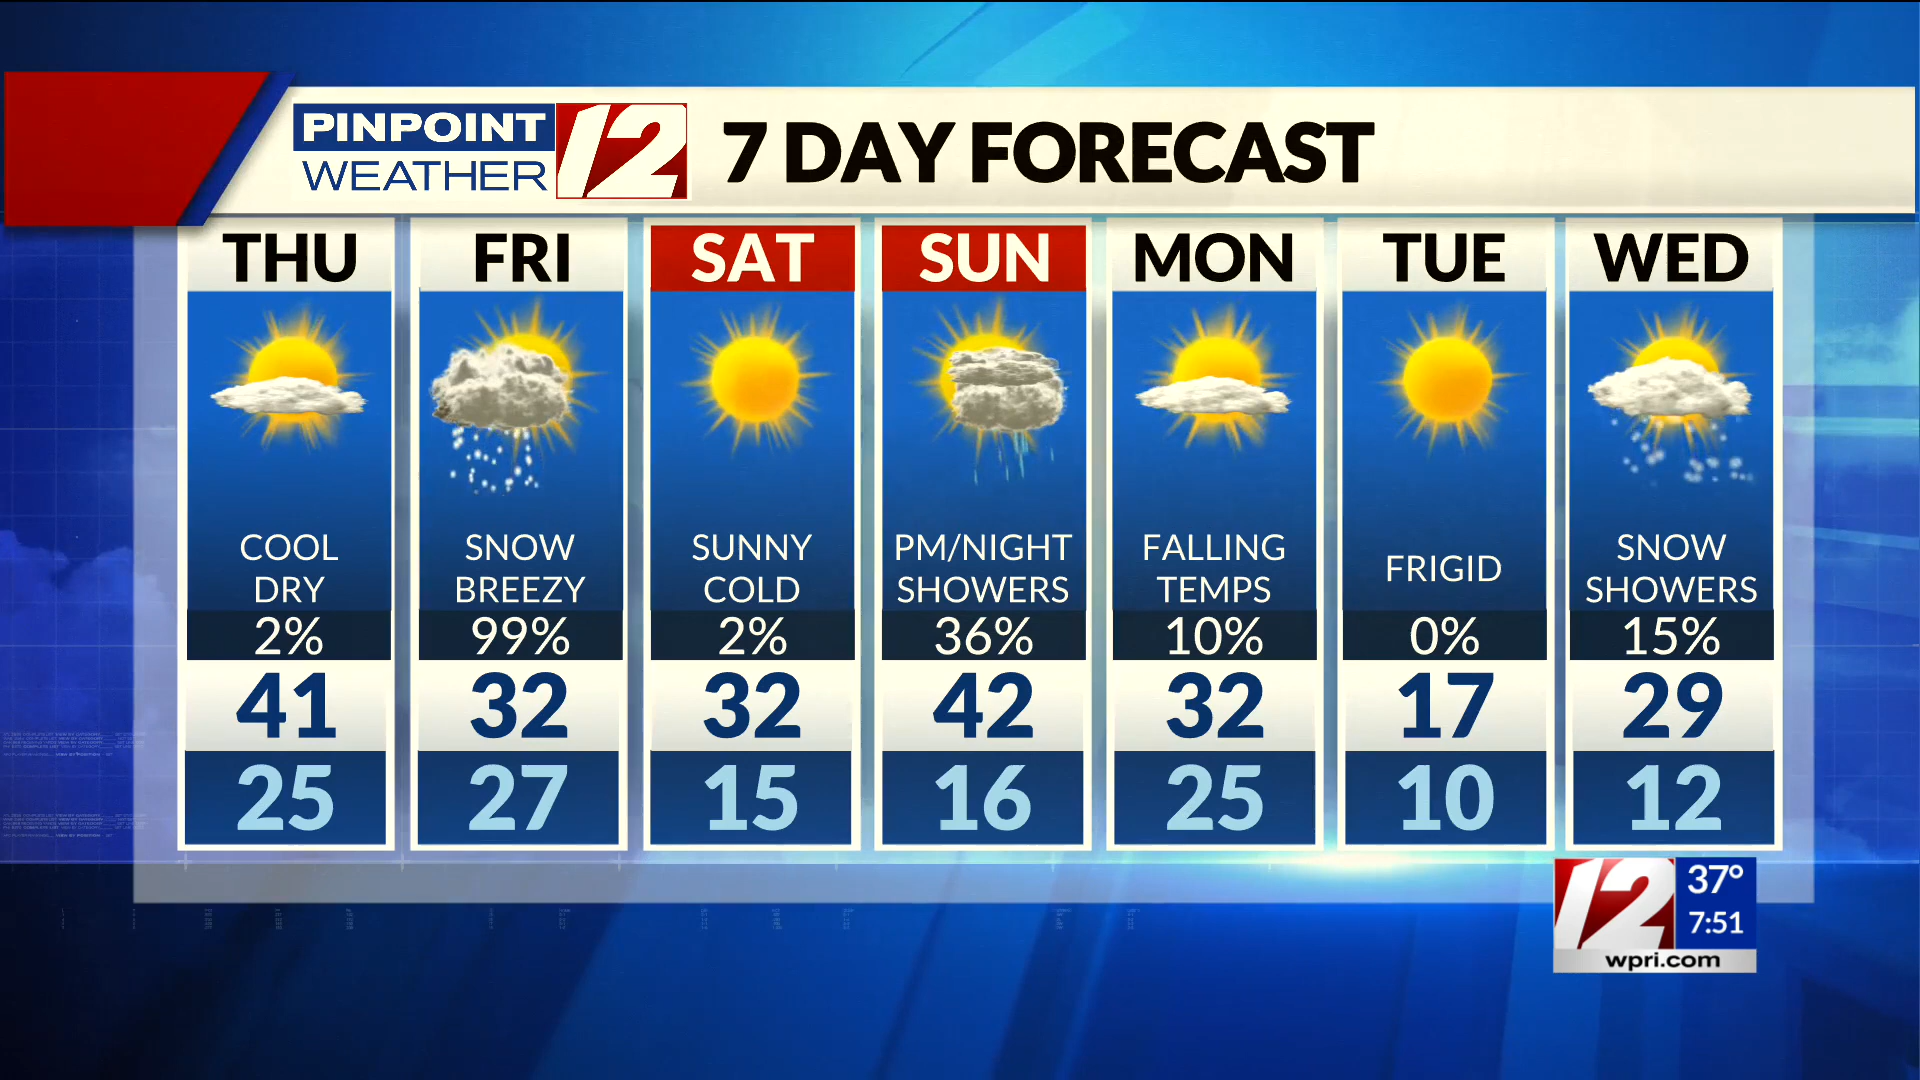 PINPOINT
WEATHER
12
7 DAY FORECAST
THU FRI SAT SUN MON TUE WED
COOL
DRY
SNOW
BREEZY
SUNNY
COLD
PM/NIGHT
SHOWERS
FALLING
TEMPS
FRIGID
SNOW
SHOWERS
2% 99% 2% 36% 10% 0% 15%
41 32 32 42 32 17 29
25 27 15 16 25 10 12
12
37°
7:51
wpri.com